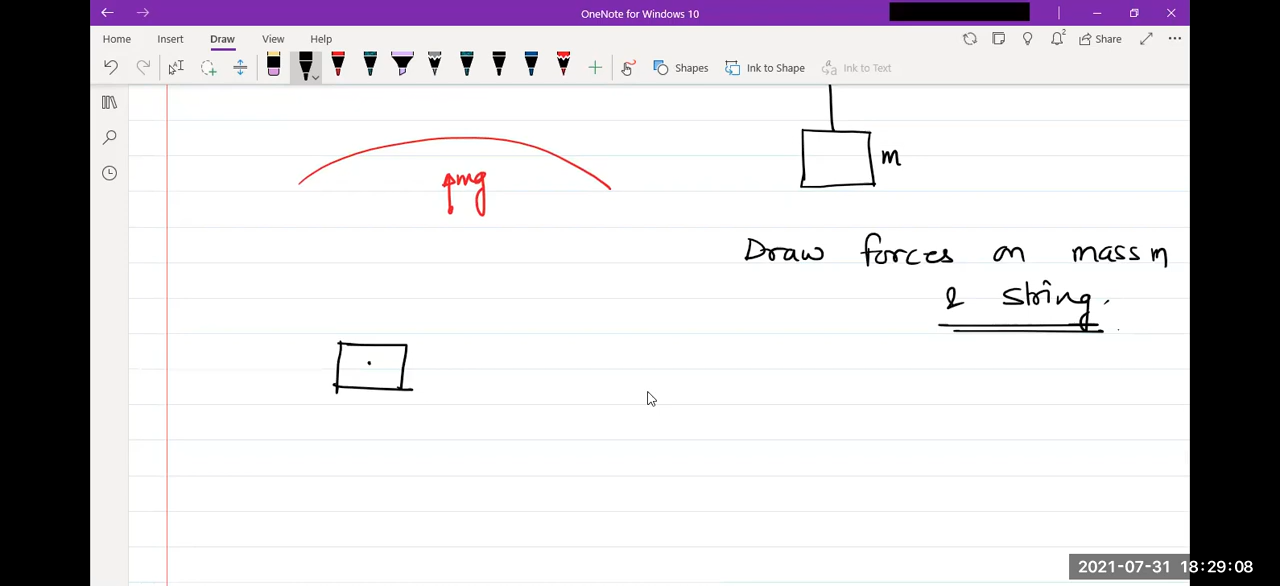 OneNote for Windows 10
Home Insert Draw View Help
Share
Shapes Ink to Shape Ink to Text
m
mg
Draw forces on mass m
& string.
2021-07-31 18:29:08